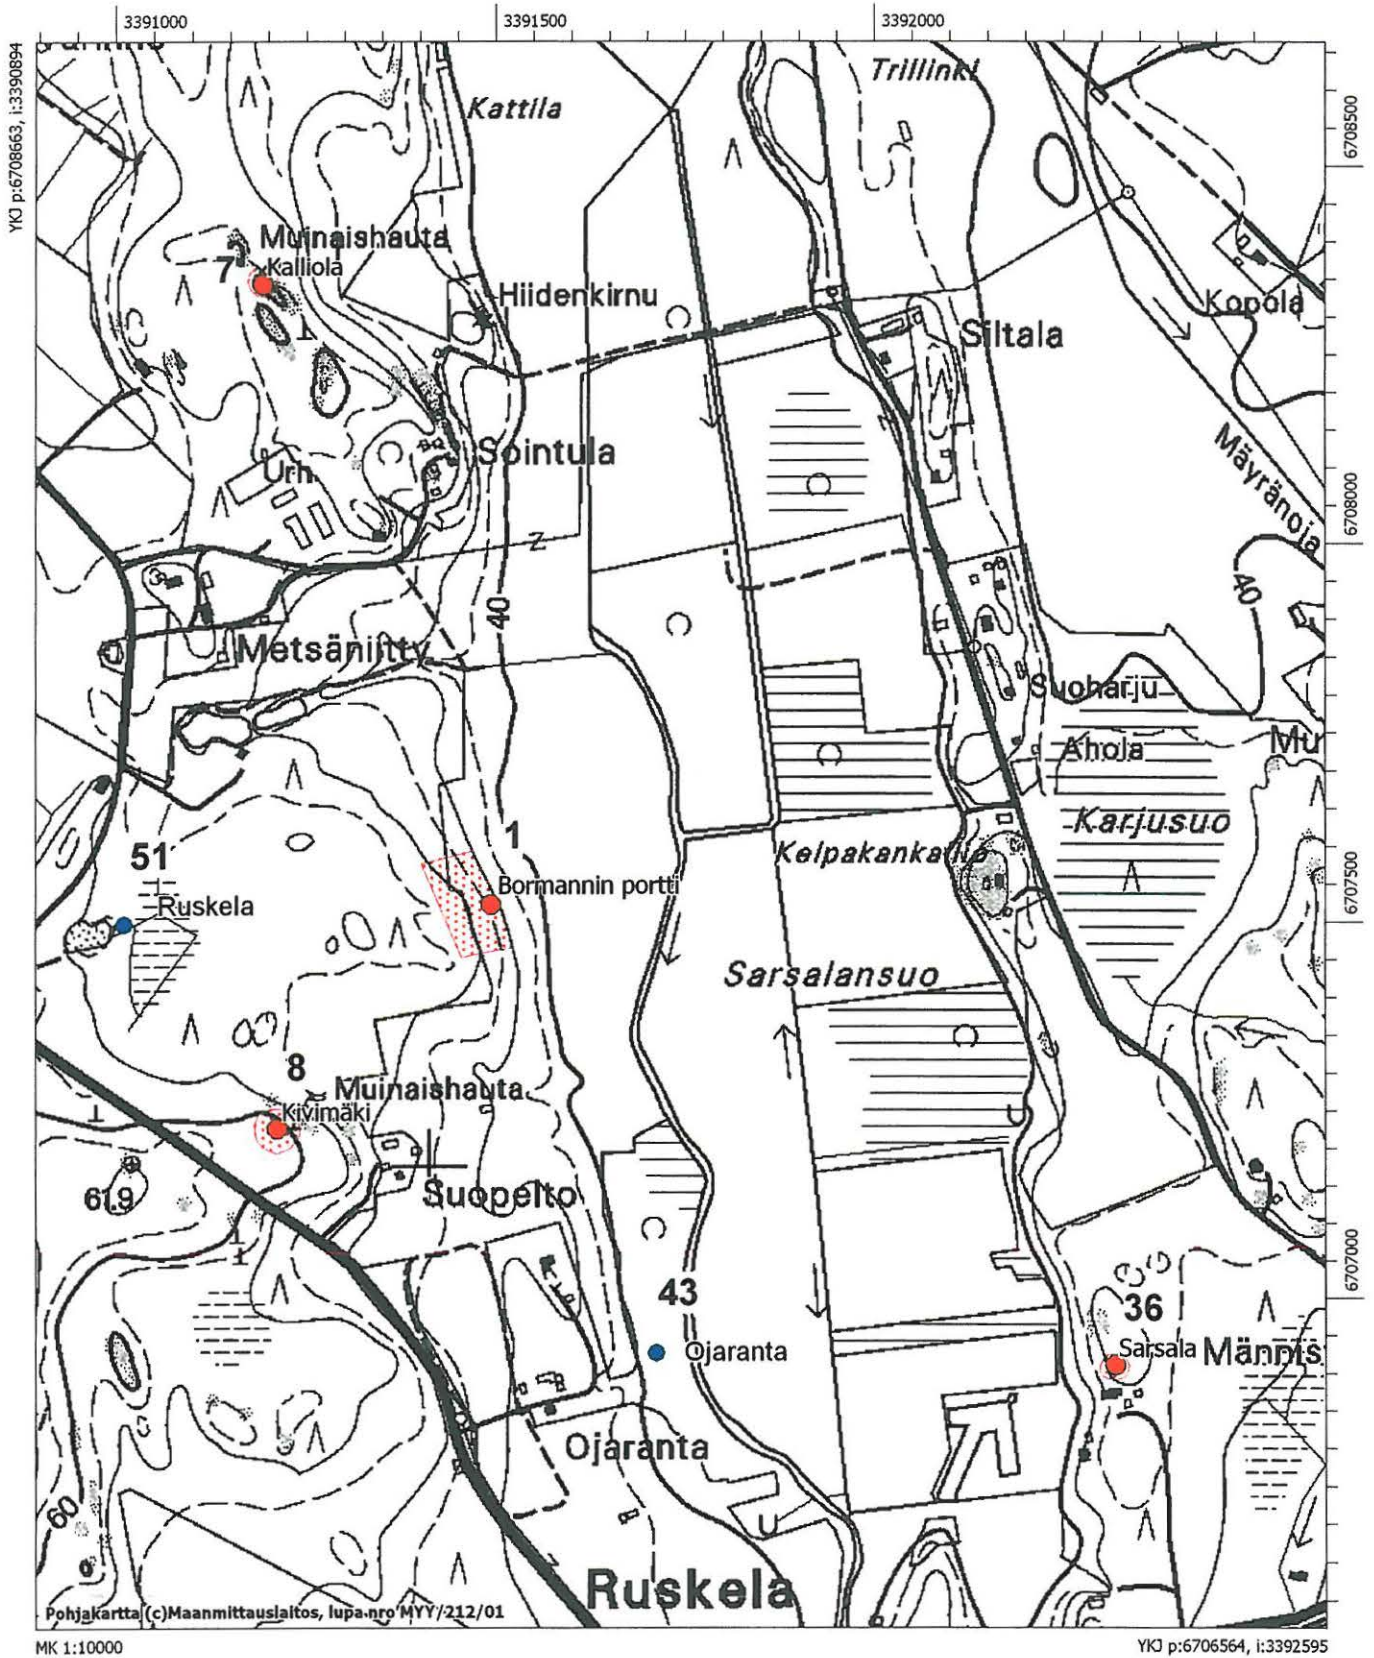 3391000
3391500
3392000
YKJ p:6708663, i:3390894
6708500
6708000
6707500
6707000
Kattila
Trillinki
Muinaishauta
7
Kalliola
Hiidenkirnu
Kopola
Siltala
Sointula
Urh.
Mäyränoja
Z
40
40
Metsäniitty
Suoharju
Ahola
Mu
Karjusuo
1
Kelpakankallio
51
Bormannin portti
Ruskela
Sarsalansuo
8
Muinaishauta
Kivimäki
U
61.9
Suopelto
43
36
Ojaranta
Sarsala
Männis
Ojaranta
60
U
Ruskela
Pohjakartta (c)Maanmittauslaitos, lupa.nro MYY/212/01
MK 1:10000
YKJ p:6706564, i:3392595